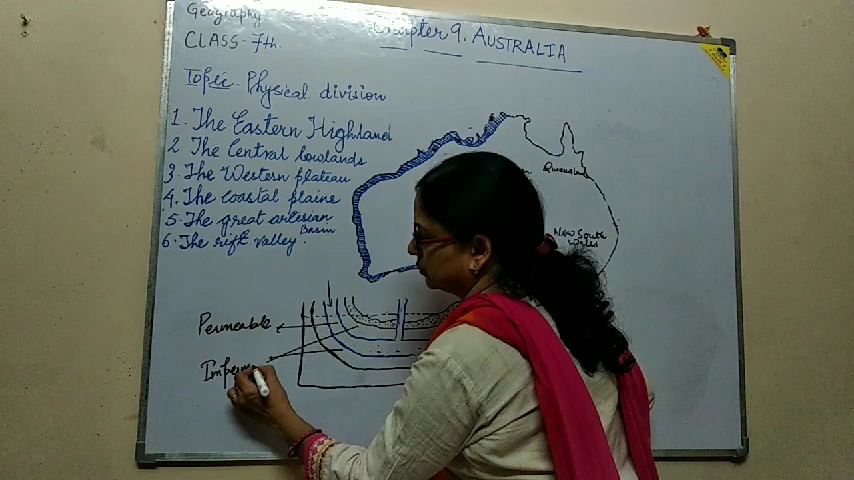 Geography
CLASS-7th.
Chapter 9. AUSTRALIA
Topic- Physical division
1. The Eastern Highland
2 The Central lowlands
3. The Western plateau
4. The coastal plains
5. The great artesian
Basin
6. The rift valley.
Queensland
New South
Wales
Permeable
Imperm